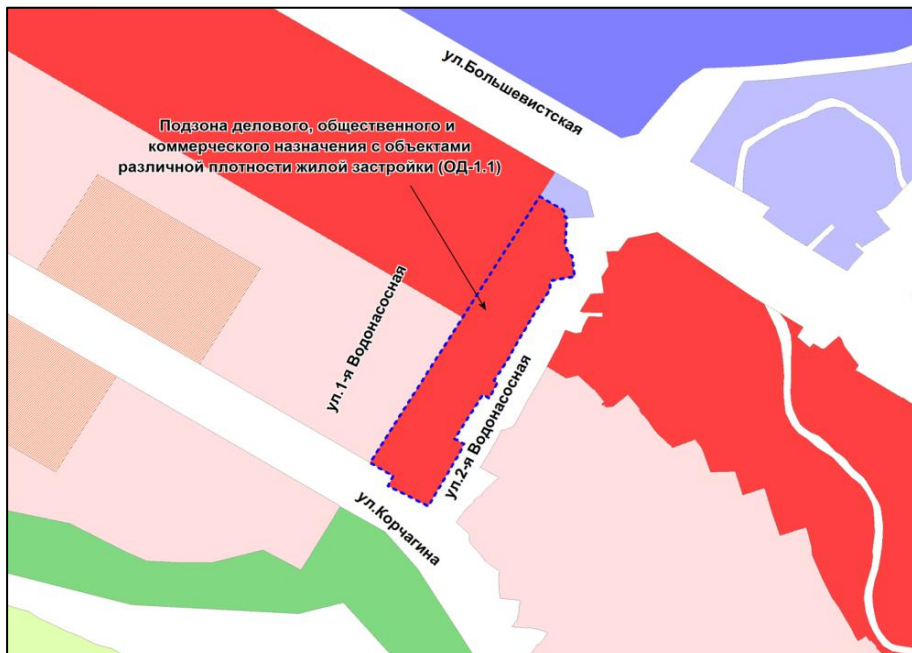 ул.Большевистская
Подзона делового, общественного и
коммерческого назначения с объектами
различной плотности жилой застройки (ОД-1.1)
ул.1-я Водонасосная
ул.2-я Водонасосная
ул.Корчагина